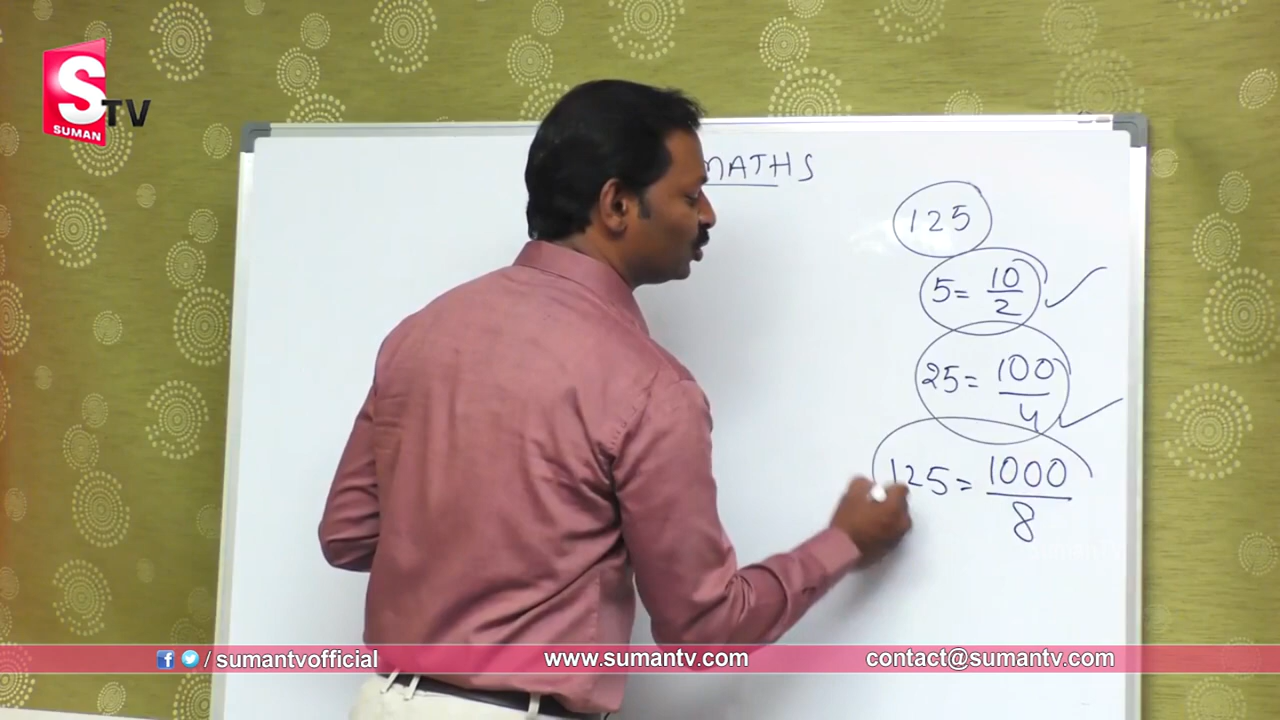 S
TV
SUMAN
MATHS
125
5 = 10/2
25 = 100/4
125 = 1000/8
/ sumantvofficial
www.sumantv.com
contact@sumantv.com